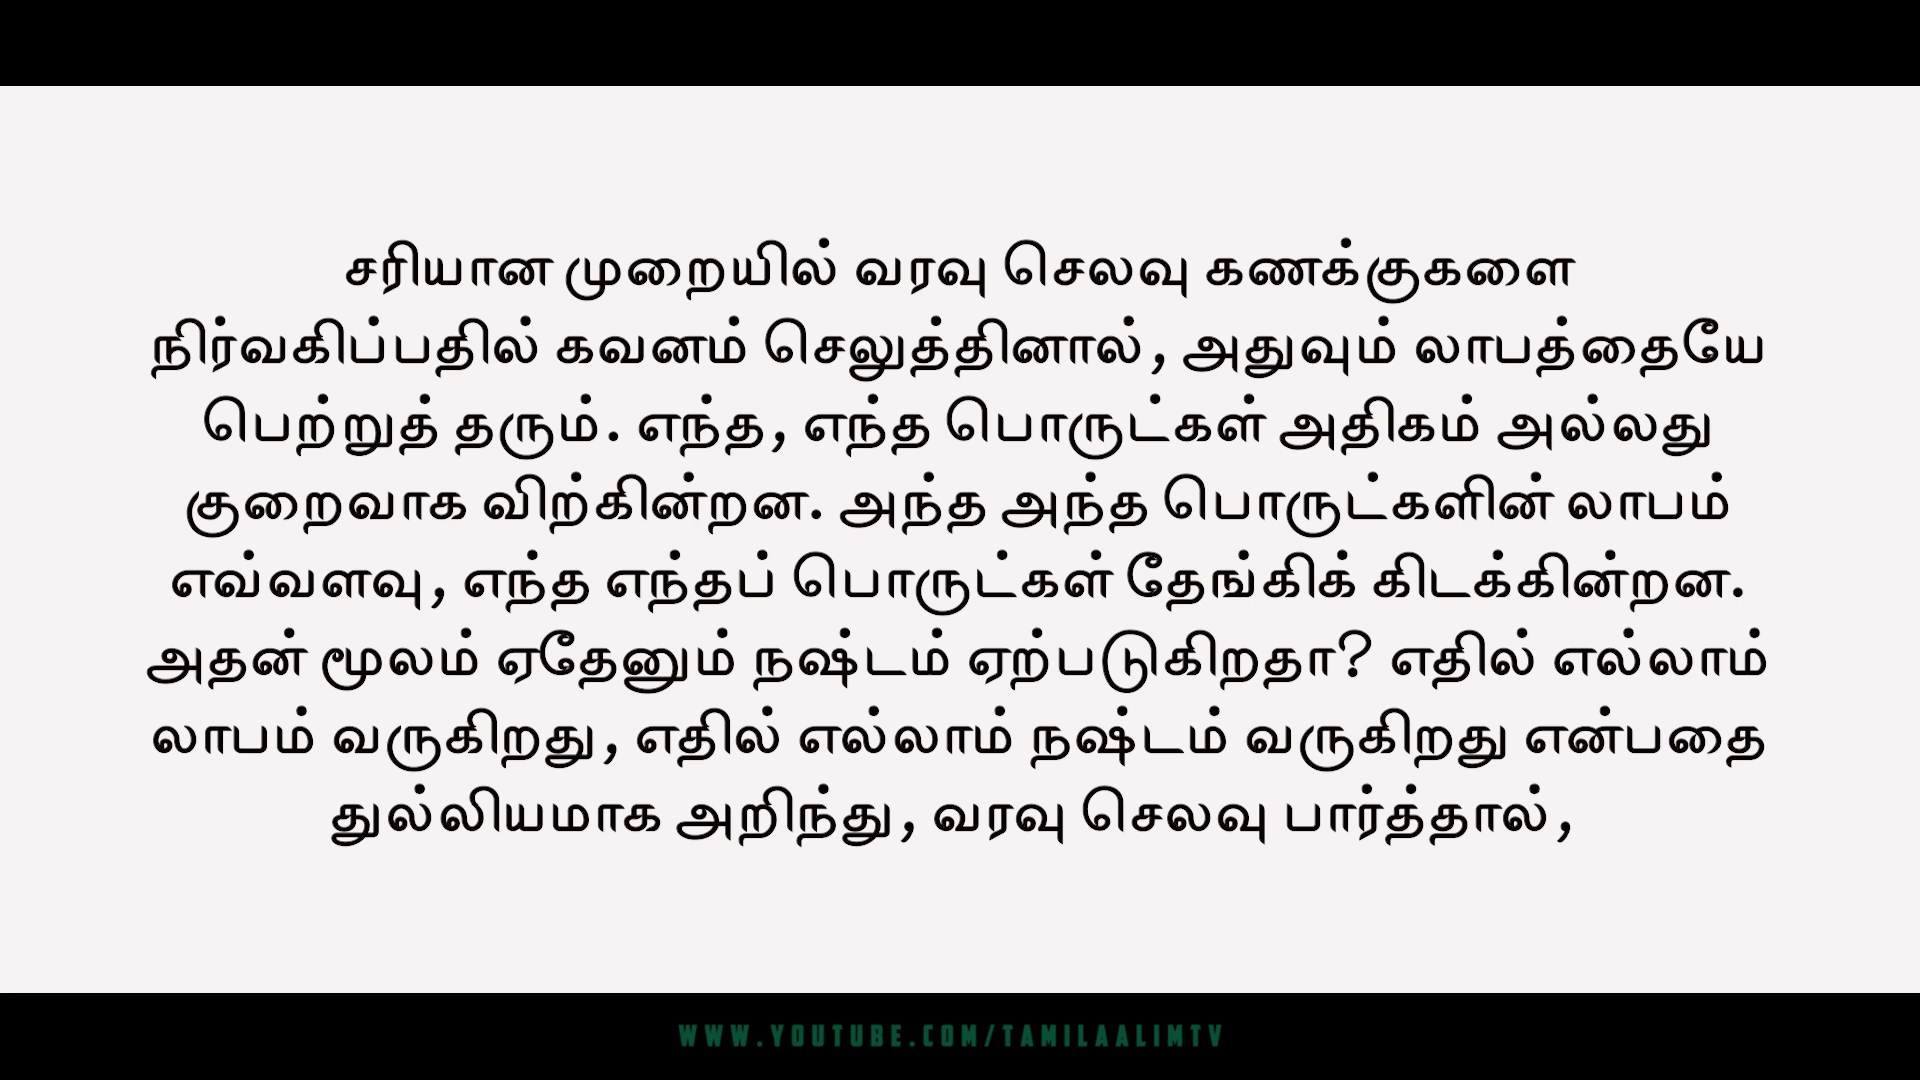 சரியான முறையில் வரவு செலவு கணக்குகளை
நிர்வகிப்பதில் கவனம் செலுத்தினால், அதுவும் லாபத்தையே
பெற்றுத் தரும். எந்த, எந்த பொருட்கள் அதிகம் அல்லது
குறைவாக விற்கின்றன. அந்த அந்த பொருட்களின் லாபம்
எவ்வளவு, எந்த எந்தப் பொருட்கள் தேங்கிக் கிடக்கின்றன.
அதன் மூலம் ஏதேனும் நஷ்டம் ஏற்படுகிறதா? எதில் எல்லாம்
லாபம் வருகிறது, எதில் எல்லாம் நஷ்டம் வருகிறது என்பதை
துல்லியமாக அறிந்து, வரவு செலவு பார்த்தால்,
WWW.YOUTUBE.COM/TAMILAALIMTV